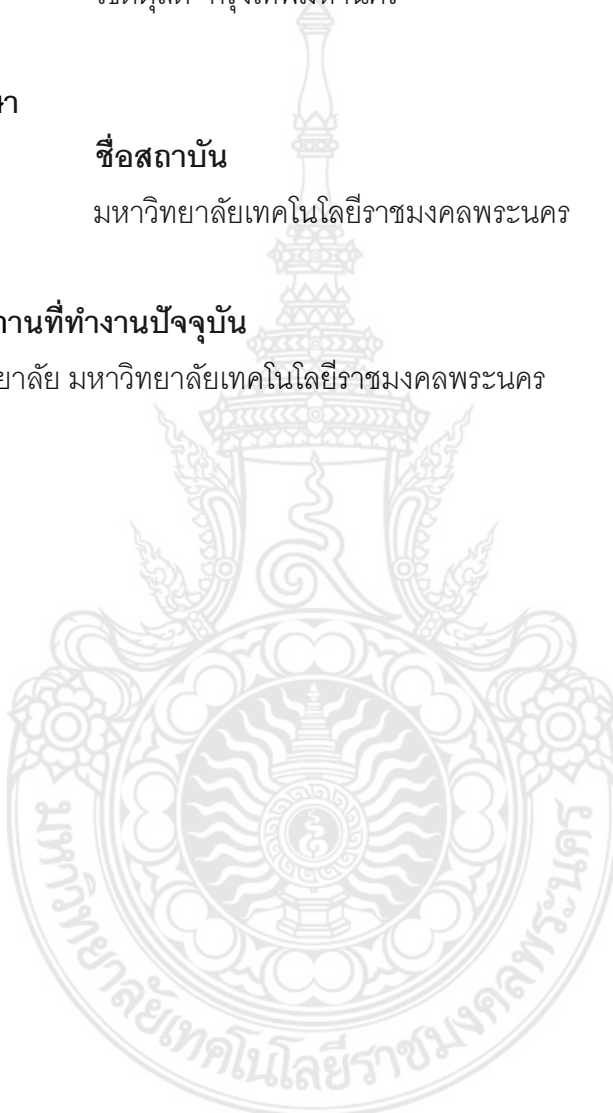 ษา
ชื่อสถาบัน
มหาวิทยาลัยเทคโนโลยีราชมงคลพระนคร
านที่ทำงานปัจจุบัน
ยาลัย มหาวิทยาลัยเทคโนโลยีราชมงคลพระนคร
มหาวิทยาลัยเทคโนโลยีราชมงคลพระนคร